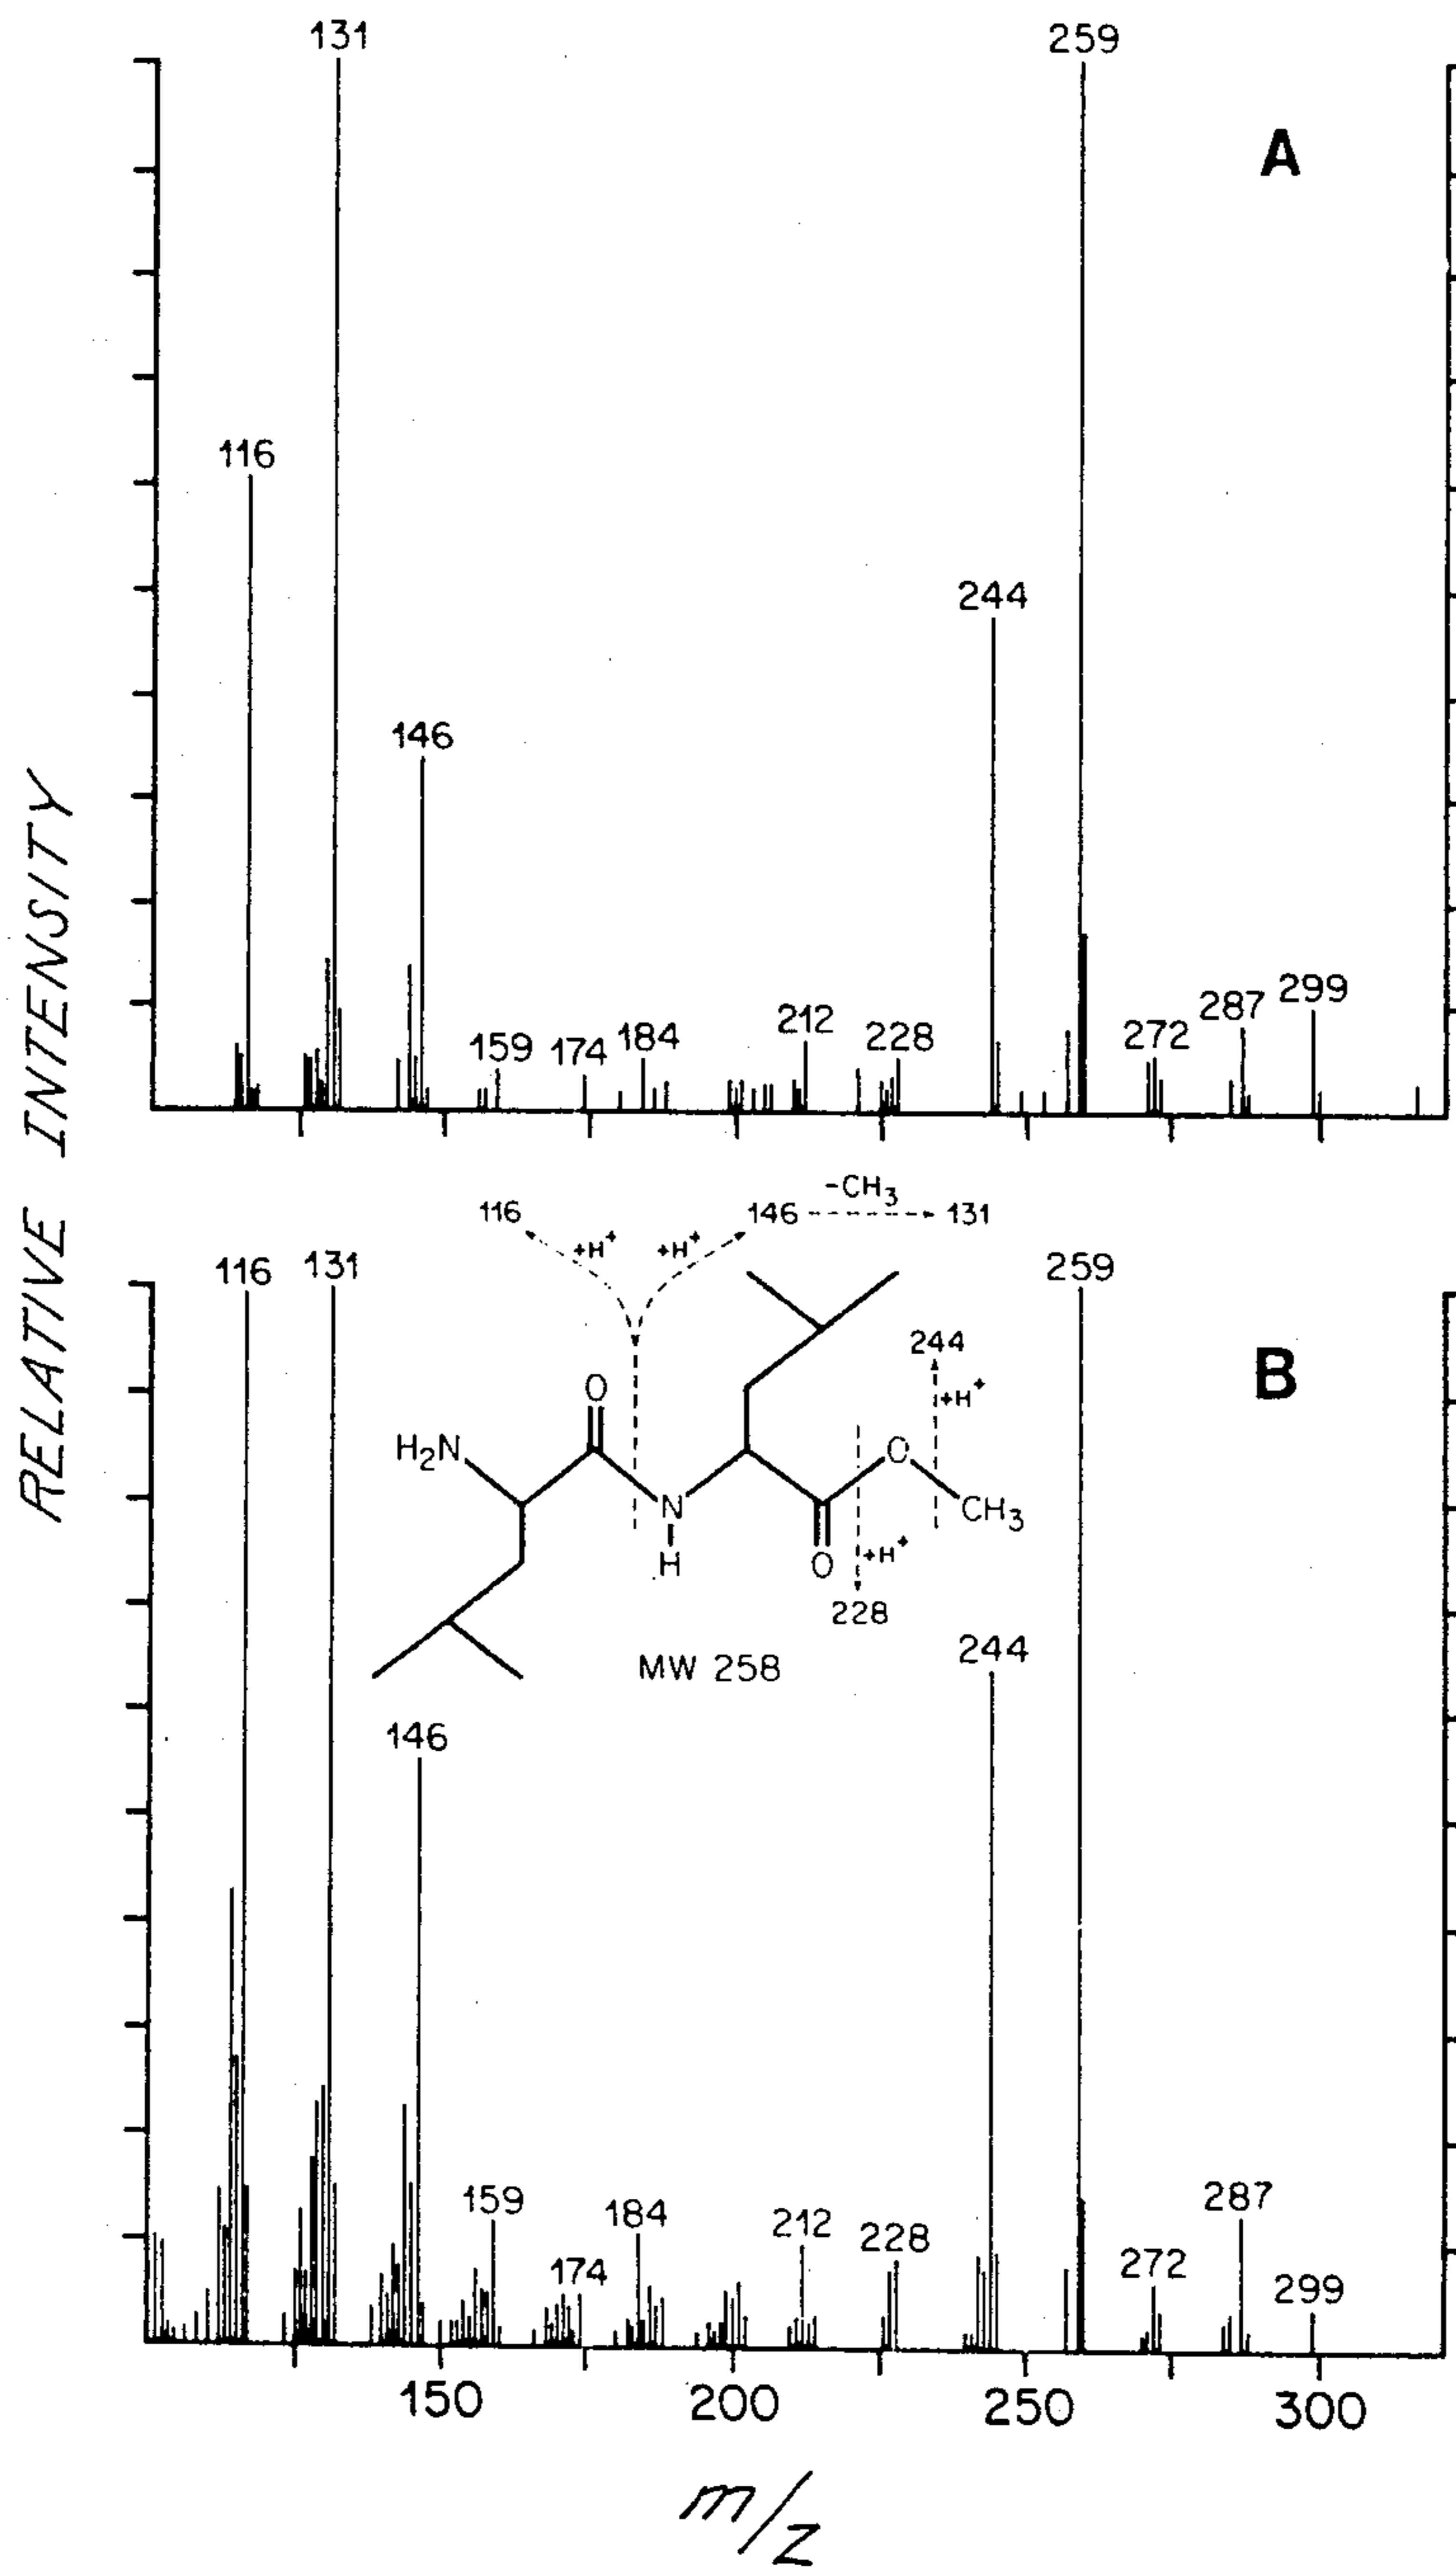 131
259
A
116
244
146
299
287
212
272
184
228
159
174
RELATIVE INTENSITY
-CH3
116
146
131
+H+
+H+
116
131
259
244
B
O
+H+
H2N
O
N
CH3
H
O
+H+
228
MW 258
244
146
159
184
287
212
228
174
272
299
150
200
250
300
m/z